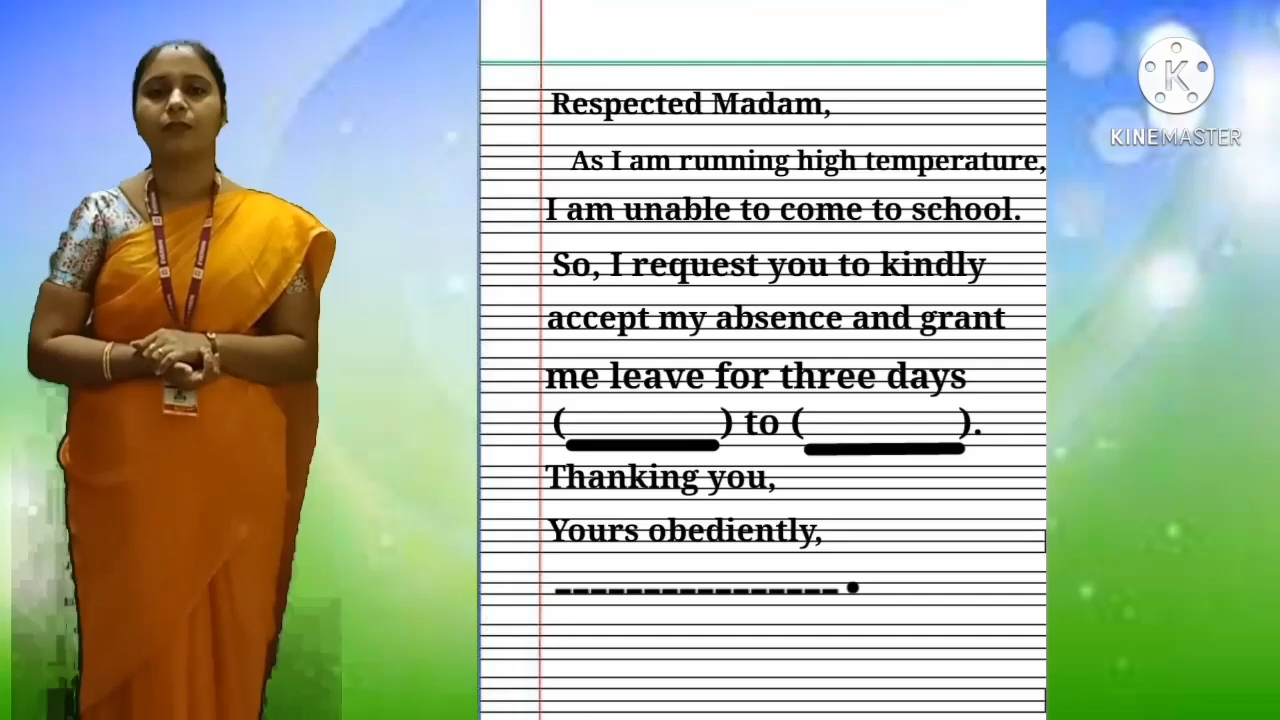 Respected Madam,
As I am running high temperature,
I am unable to come to school.
So, I request you to kindly
accept my absence and grant
me leave for three days
(________) to (________).
Thanking you,
Yours obediently,
----------------.
K
KINEMASTER